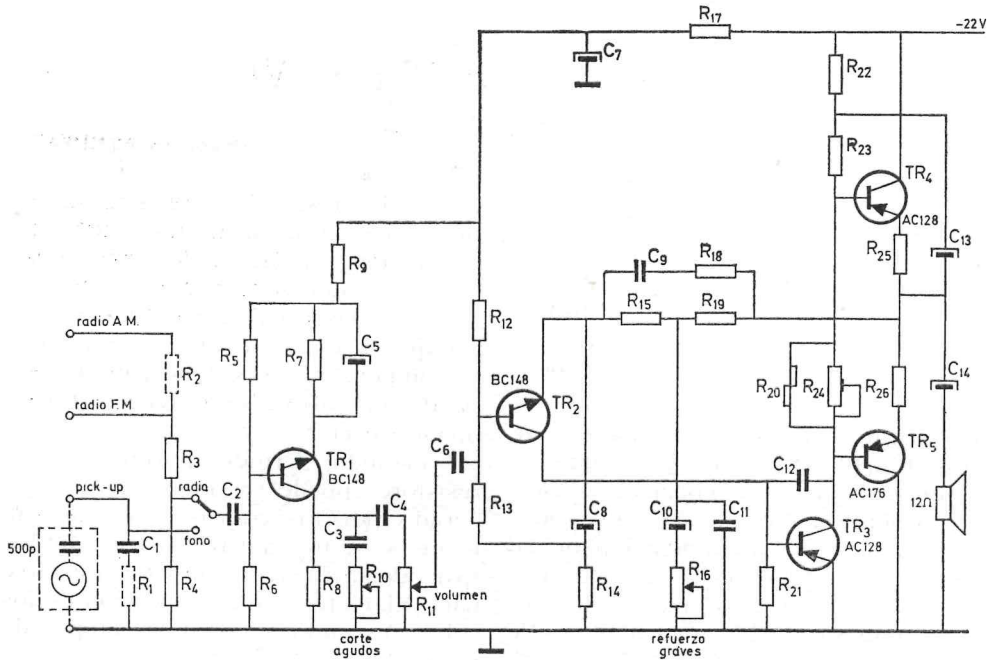 R17
-22V
C7
R22
R23
TR4
AC128
R25
C13
R9
C9
R18
R15
R19
radio A.M.
R12
R5
R7
C5
R2
BC148
TR2
R20
R24
R26
C14
radio F.M.
R3
TR1
BC148
C6
C12
TR5
AC176
pick-up
radio
C2
C4
R13
C8
C10
C11
12Ω
500p
C1
fono
C3
TR3
AC128
R1
R4
R6
R8
R10
R11
volumen
R14
R16
R21
corte
agudos
refuerzo
graves